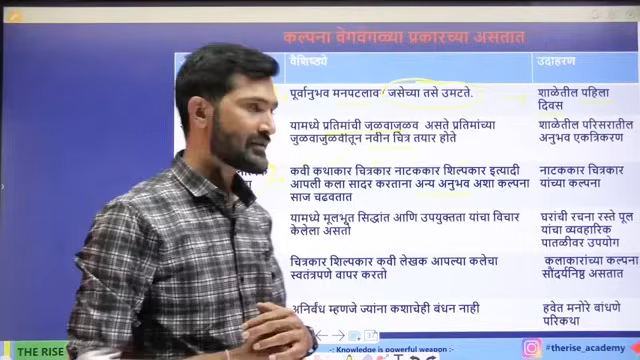 कल्पना वेगवेगळ्या प्रकारच्या असतात
वैशिष्ट्ये
उदाहरण
पूर्वानुभव मनपटलाव जसेच्या तसे उमटते.
शाळेतील पहिला
दिवस
यामध्ये प्रतिमांची जुळवाजुळव असते प्रतिमांच्या
जुळवाजुळवीतून नवीन चित्र तयार होते
शाळेतील परिसरातील
अनुभव एकत्रिकरण
कवी कथाकार चित्रकार नाटककार शिल्पकार इत्यादी
आपली कला सादर करताना अन्य अनुभव अशा कल्पना
साज चढवतात
नाटककार चित्रकार
यांच्या कल्पना
यामध्ये मूलभूत सिद्धांत आणि उपयुक्तता यांचा विचार
केलेला असतो
घरांची रचना रस्ते पूल
यांचा व्यवहारिक
पातळीवर उपयोग
चित्रकार शिल्पकार कवी लेखक आपल्या कलेचा
स्वतंत्रपणे वापर करतो
कलाकारांच्या कल्पना
सौंदर्यनिष्ठ असतात
अनिर्बंध म्हणजे ज्यांना कशाचेही बंधन नाही
हवेत मनोरे बांधणे
परिकथा
THE RISE
:- Knowledge is powerful weapon -:
#therise_academy